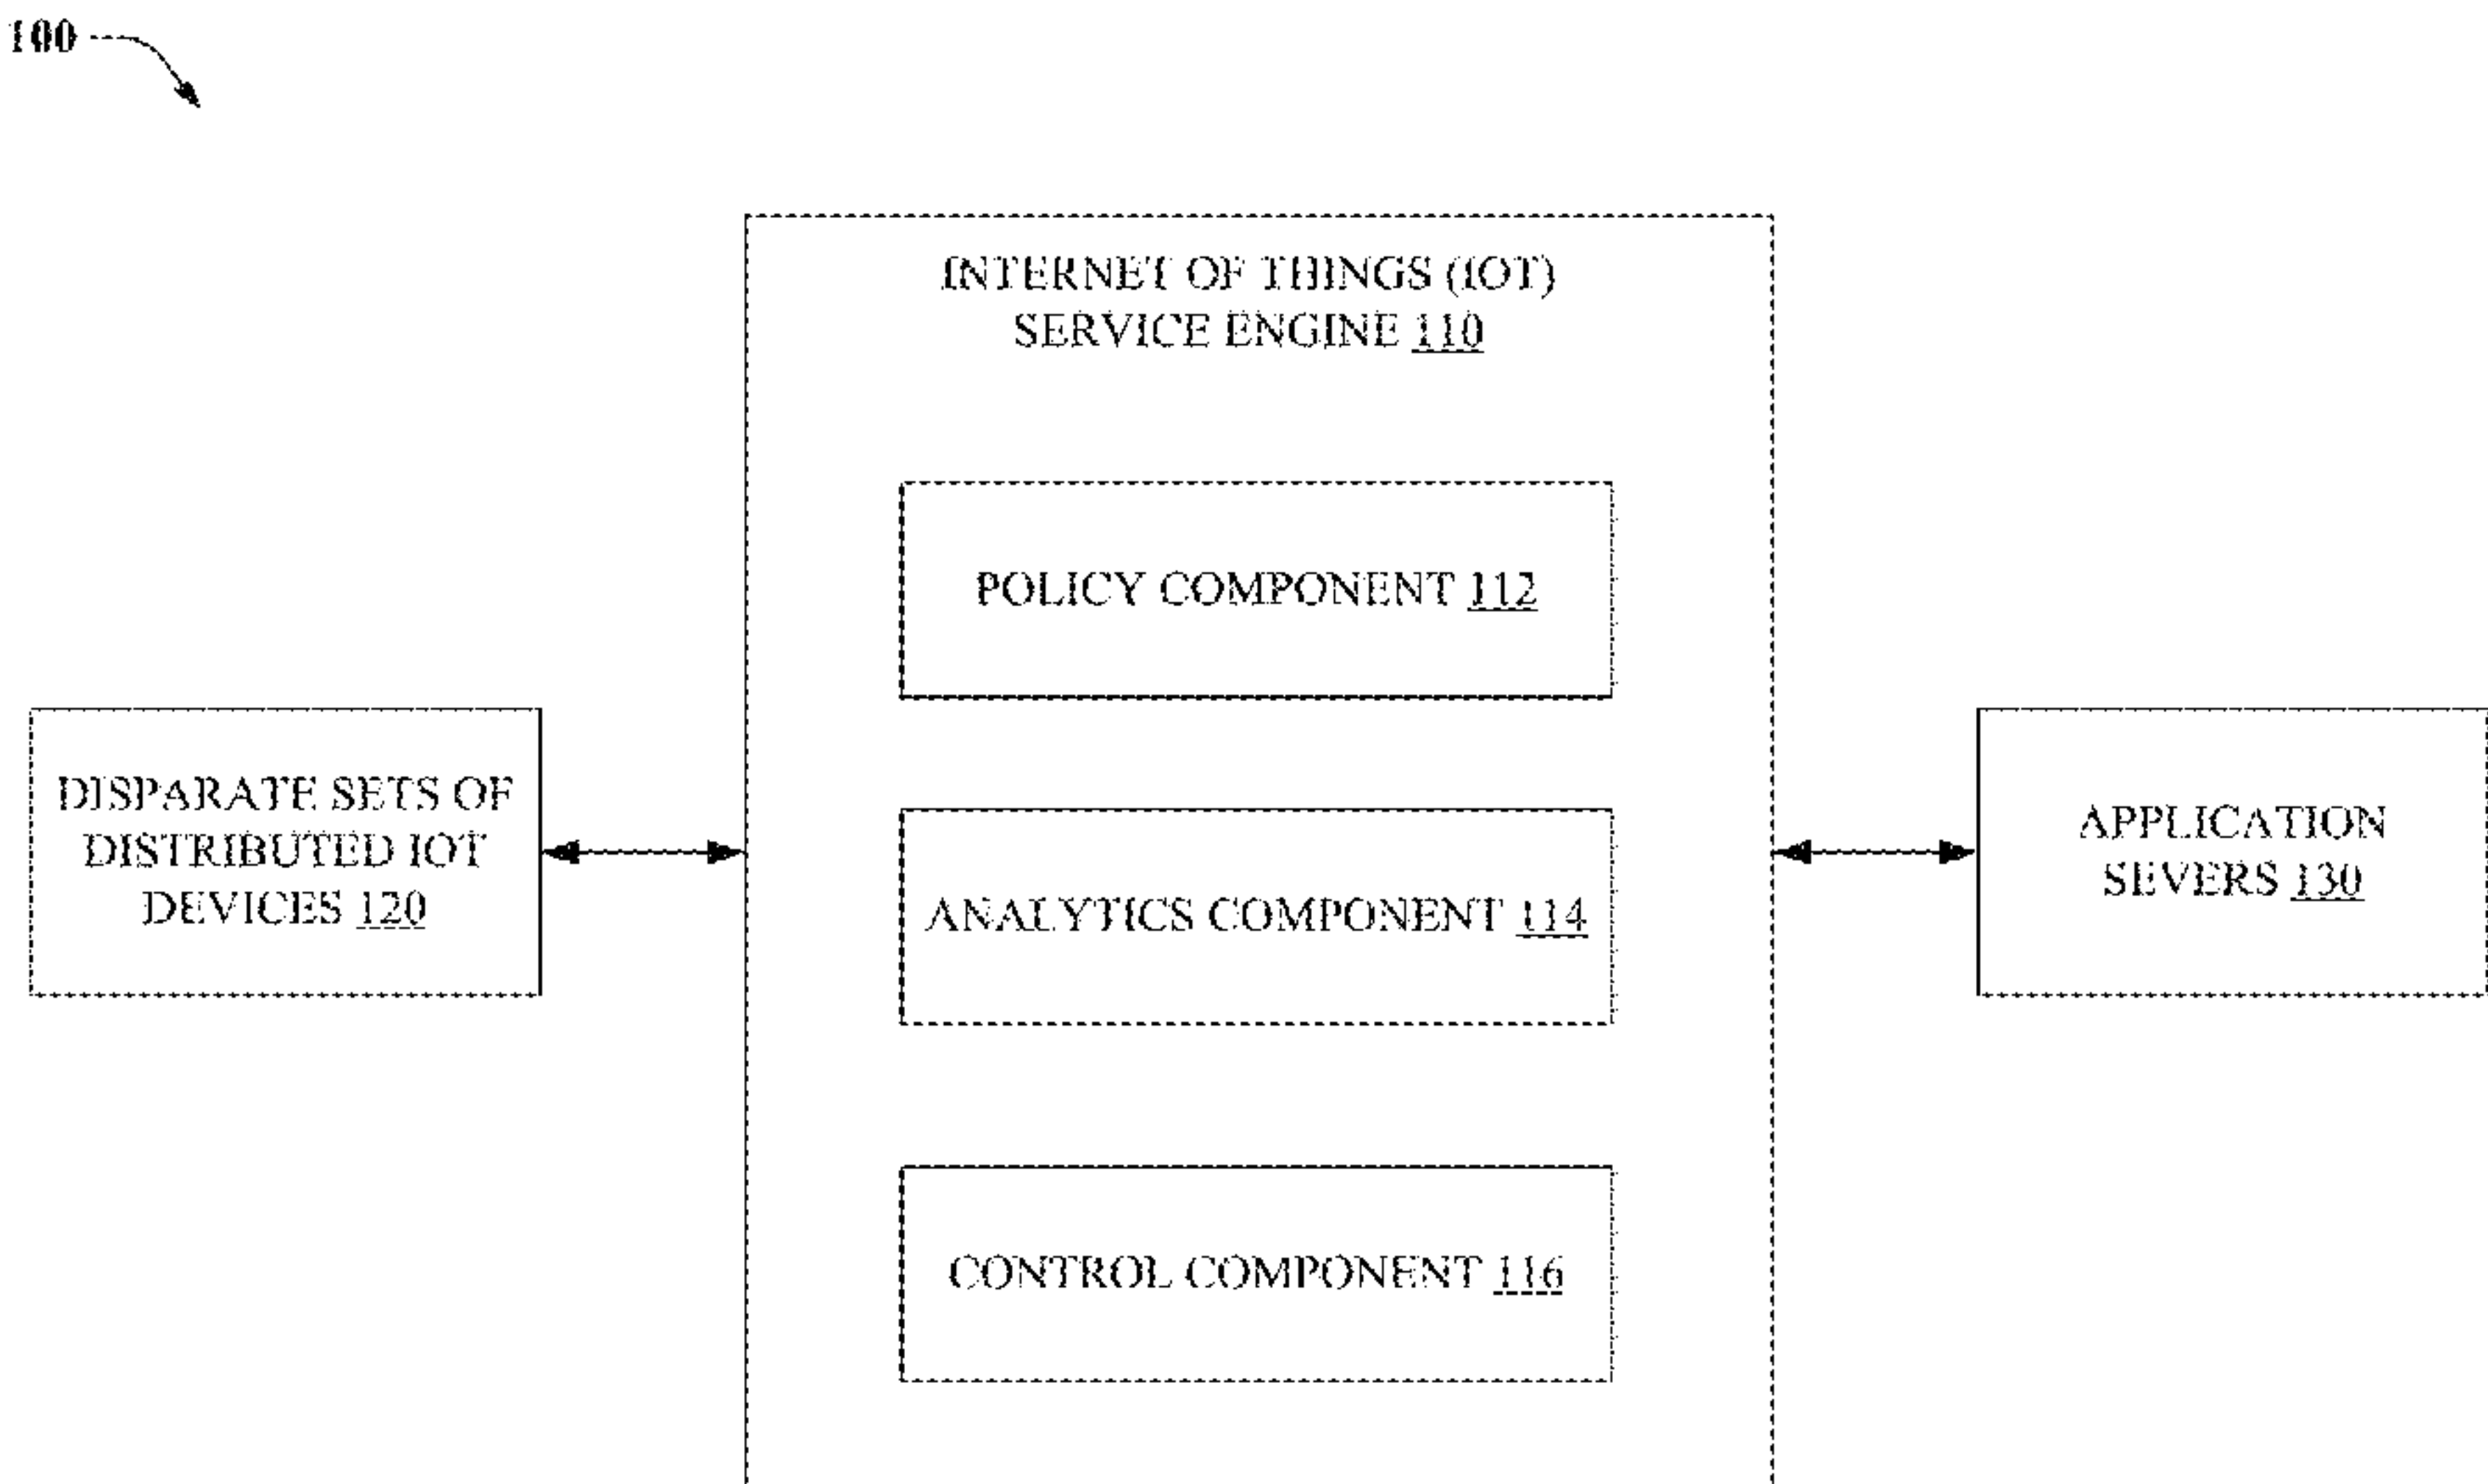 100
INTERNET OF THINGS (IOT)
SERVICE ENGINE 110
POLICY COMPONENT 112
DISPARATE SETS OF
DISTRIBUTED IOT
DEVICES 120
ANALYTICS COMPONENT 114
APPLICATION
SEVERS 130
CONTROL COMPONENT 116